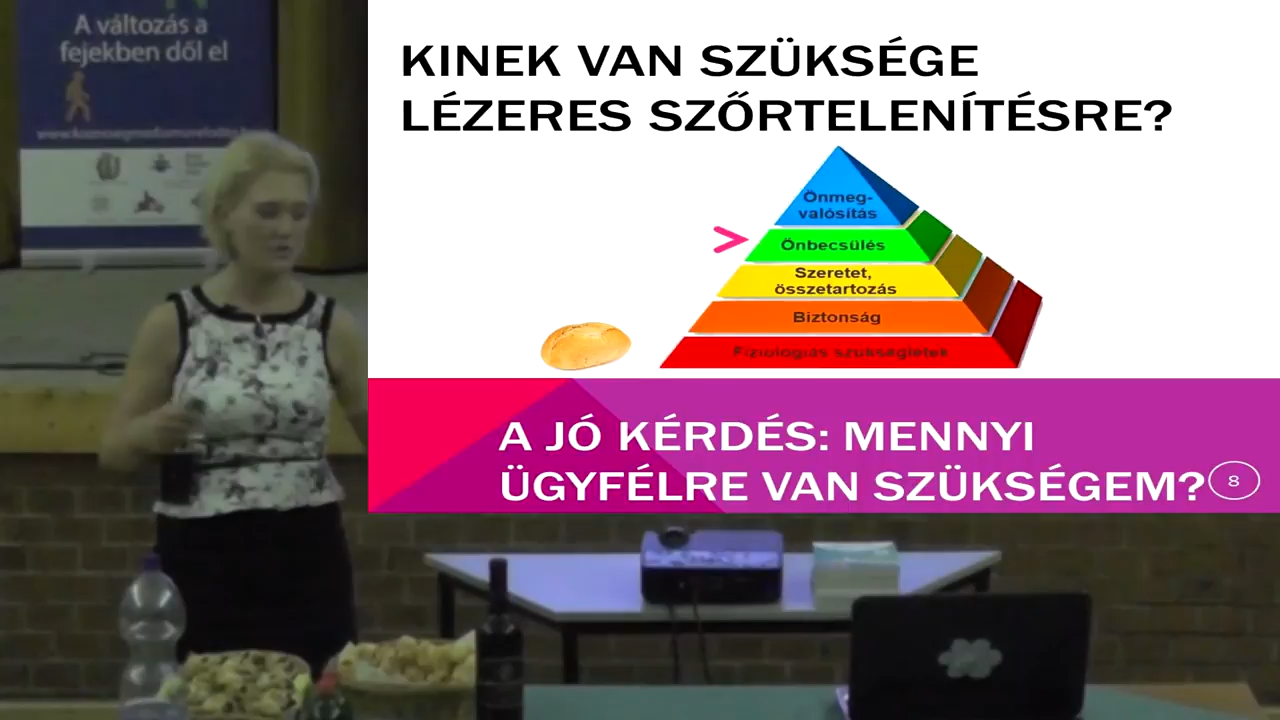 A változás a
fejekben dől el
KINEK VAN SZÜKSÉGE
LÉZERES SZŐRTELENÍTÉSRE?
Önmeg-
valósítás
Önbecsülés
Szeretet,
összetartozás
Biztonság
Fiziológiás szükségletek
A JÓ KÉRDÉS: MENNYI
ÜGYFÉLRE VAN SZÜKSÉGEM?
8